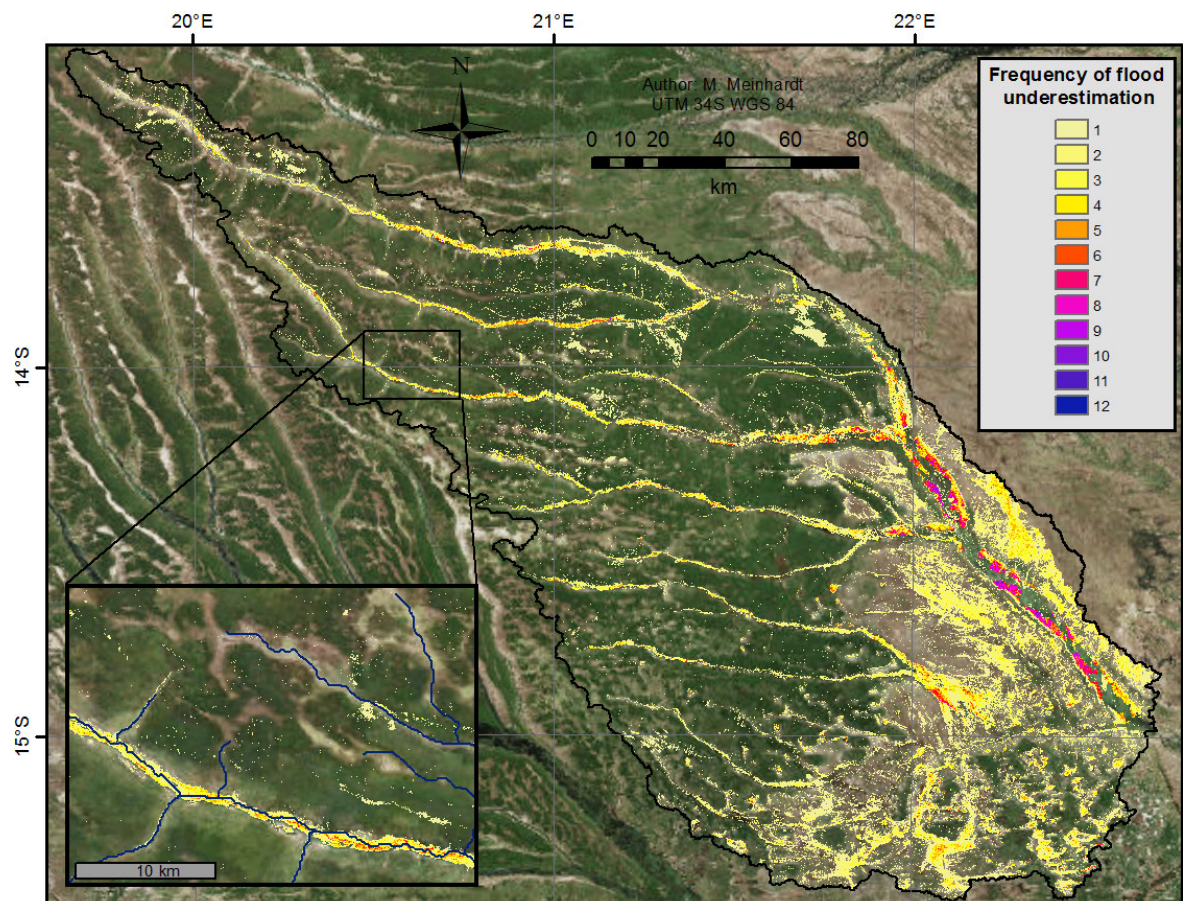 20°E 21°E 22°E
N
Author: M. Meinhardt
UTM 34S WGS 84
0 10 20 40 60 80
km
Frequency of flood
underestimation
1
2
3
4
5
6
7
8
9
10
11
12
14°S
15°S
10 km